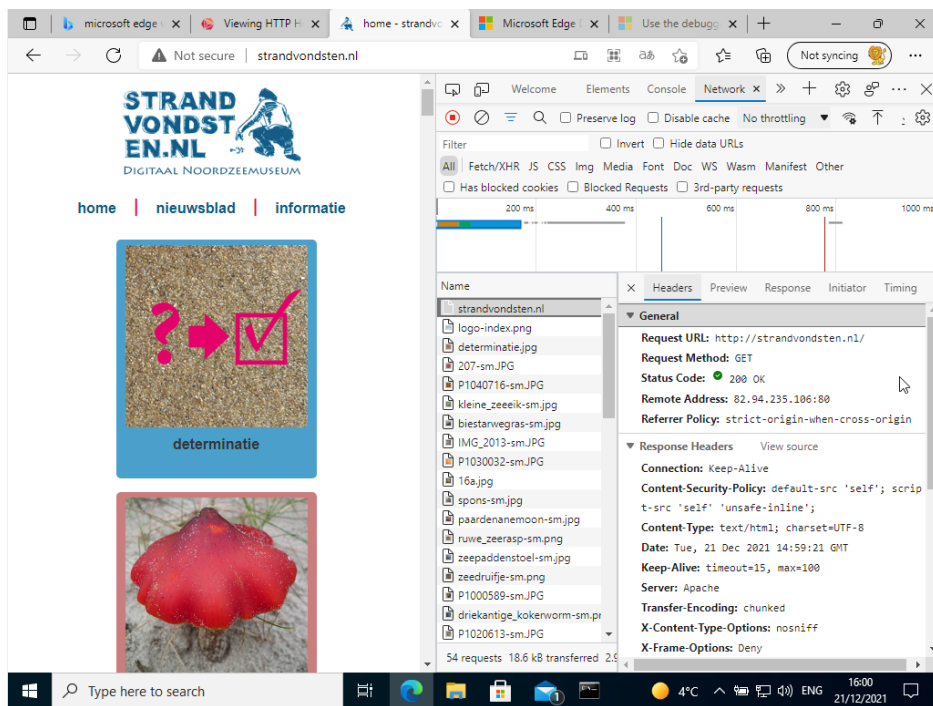 microsoft edge
Viewing HTTP H
home - strandvo
Microsoft Edge
Use the debugg
Not secure | strandvondsten.nl
Not syncing
STRAND
VONDST
EN.NL
DIGITAAL NOORDZEEMUSEUM
home | nieuwsblad | informatie
determinatie
Welcome Elements Console Network
Preserve log Disable cache No throttling
Filter Invert Hide data URLs
All Fetch/XHR JS CSS Img Media Font Doc WS Wasm Manifest Other
Has blocked cookies Blocked Requests 3rd-party requests
200 ms 400 ms 600 ms 800 ms 1000 ms
Name
strandvondsten.nl
logo-index.png
determinatie.jpg
207-sm.JPG
P1040716-sm.JPG
kleine_zeeeik-sm.jpg
biestarwegras-sm.jpg
IMG_2013-sm.JPG
P1030032-sm.JPG
16a.jpg
spons-sm.jpg
paardenanemoon-sm.jpg
ruwe_zeerasp-sm.png
zeepaddenstoel-sm.jpg
zeedruifje-sm.png
P1000589-sm.JPG
driekantige_kokerworm-sm.pn
P1020613-sm.JPG
54 requests 18.6 kB transferred 2.9
Headers Preview Response Initiator Timing
General
Request URL: http://strandvondsten.nl/
Request Method: GET
Status Code: 200 OK
Remote Address: 82.94.235.106:80
Referrer Policy: strict-origin-when-cross-origin
Response Headers View source
Connection: Keep-Alive
Content-Security-Policy: default-src 'self'; scrip
t-src 'self' 'unsafe-inline';
Content-Type: text/html; charset=UTF-8
Date: Tue, 21 Dec 2021 14:59:21 GMT
Keep-Alive: timeout=15, max=100
Server: Apache
Transfer-Encoding: chunked
X-Content-Type-Options: nosniff
X-Frame-Options: Deny
Type here to search
1
4°C
ENG
16:00
21/12/2021